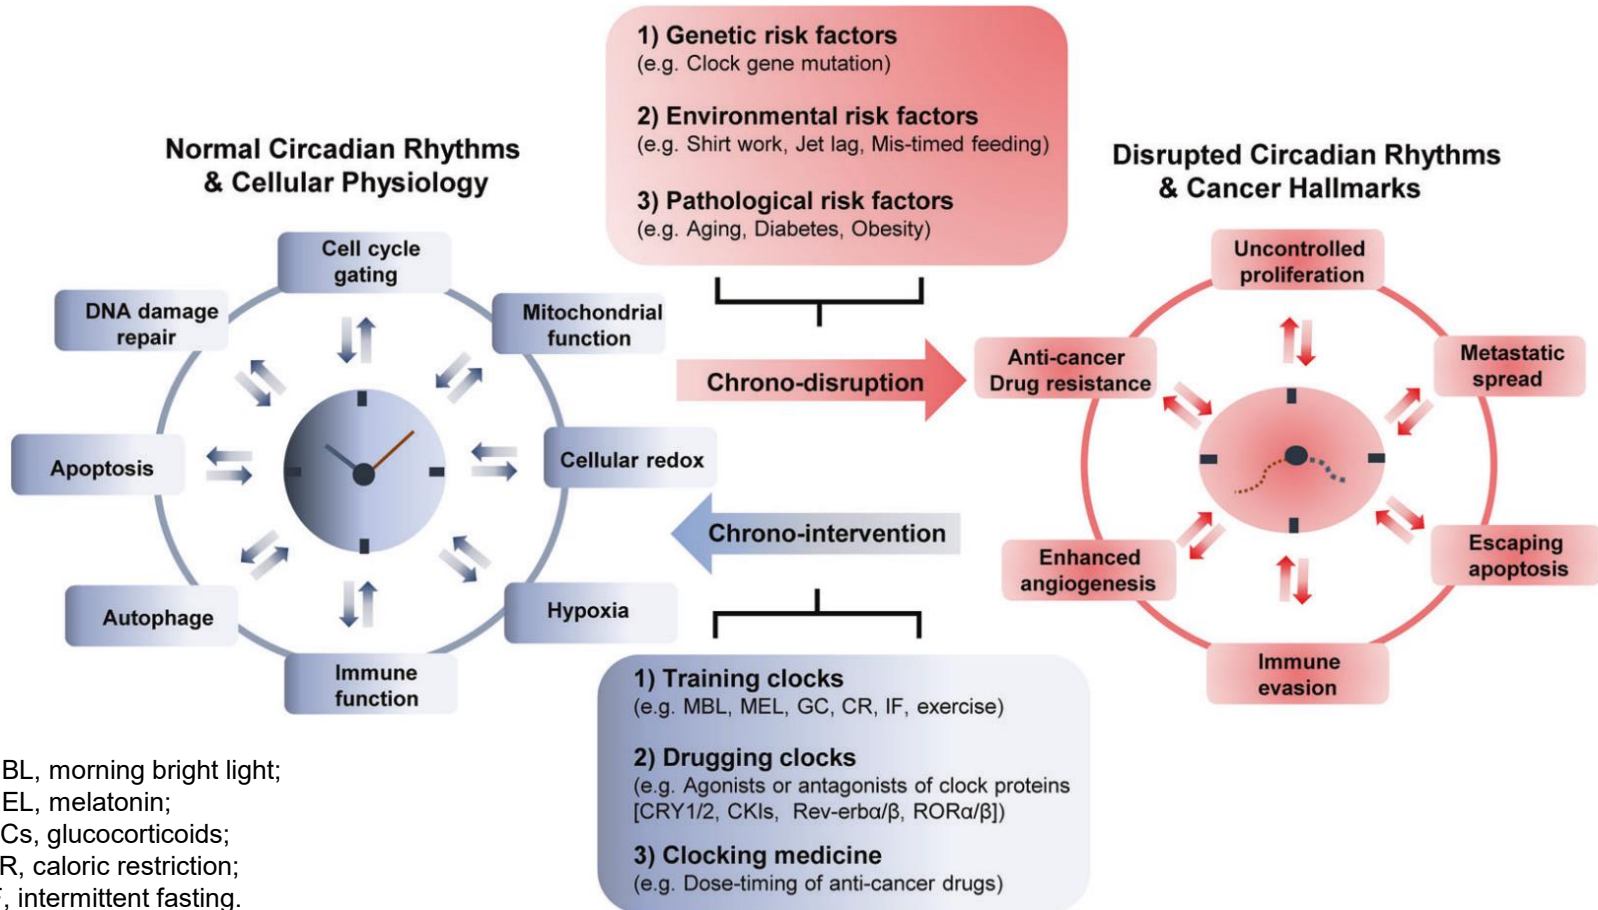 1) Genetic risk factors
(e.g. Clock gene mutation)
2) Environmental risk factors
(e.g. Shirt work, Jet lag, Mis-timed feeding)
3) Pathological risk factors
(e.g. Aging, Diabetes, Obesity)
Normal Circadian Rhythms
& Cellular Physiology
Cell cycle
gating
DNA damage
repair
Mitochondrial
function
Apoptosis
Cellular redox
Autophage
Hypoxia
Immune
function
Chrono-disruption
Chrono-intervention
Disrupted Circadian Rhythms
& Cancer Hallmarks
Uncontrolled
proliferation
Anti-cancer
Drug resistance
Metastatic
spread
Enhanced
angiogenesis
Escaping
apoptosis
Immune
evasion
1) Training clocks
(e.g. MBL, MEL, GC, CR, IF, exercise)
2) Drugging clocks
(e.g. Agonists or antagonists of clock proteins
[CRY1/2, CKIs, Rev-erbα/β, RORα/β])
3) Clocking medicine
(e.g. Dose-timing of anti-cancer drugs)
BL, morning bright light;
EL, melatonin;
Cs, glucocorticoids;
R, caloric restriction;
, intermittent fasting.